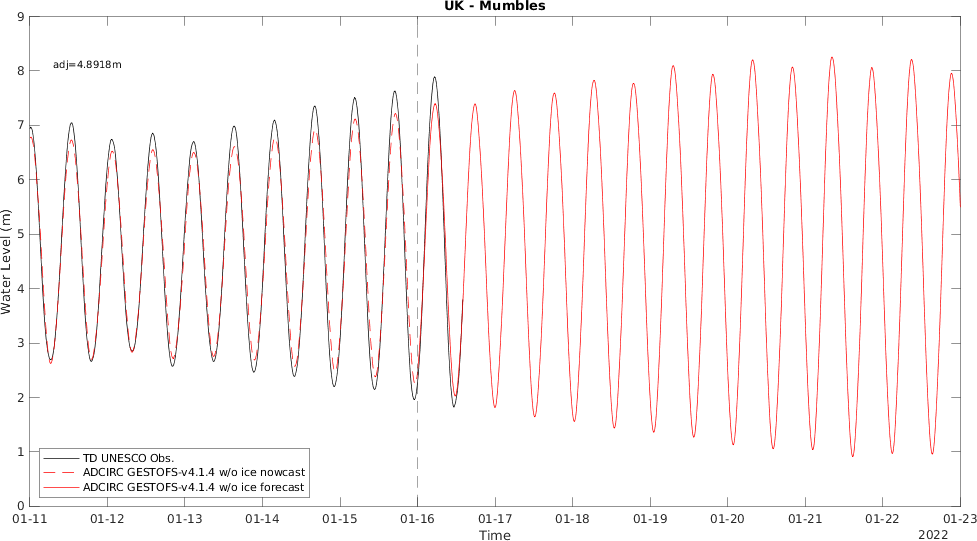 UK - Mumbles
9
8
7
6
5
4
3
2
1
0
Water Level (m)
adj=4.8918m
TD UNESCO Obs.
ADCIRC GESTOFS-v4.1.4 w/o ice nowcast
ADCIRC GESTOFS-v4.1.4 w/o ice forecast
01-11 01-12 01-13 01-14 01-15 01-16 01-17 01-18 01-19 01-20 01-21 01-22 01-23
Time
2022